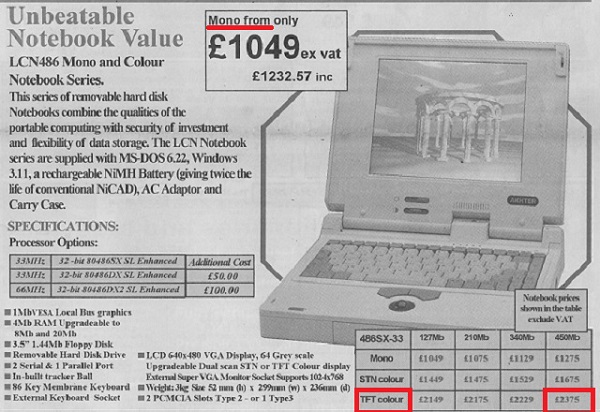 Unbeatable
Notebook Value
LCN486 Mono and Colour
Notebook Series.
This series of removable hard disk
Notebooks combine the qualities of the
portable computing with security of investment
and flexibility of data storage. The LCN Notebook
series are supplied with MS-DOS 6.22, Windows
3.11, a rechargeable NiMH Battery (giving twice the
life of conventional NiCAD), AC Adaptor and
Carry Case.
Mono from only
£1049 ex vat
£1232.57 inc
SPECIFICATIONS:
Processor Options:
33MHz 32-bit 80486SX SL Enhanced Additional Cost
33MHz 32-bit 80486DX SL Enhanced £50.00
66MHz 32-bit 80486DX2 SL Enhanced £100.00
1Mb VESA Local Bus graphics
4Mb RAM Upgradeable to
8Mb and 20Mb
3.5" 1.44Mb Floppy Disk
Removable Hard Disk Drive
2 Serial & 1 Parallel Port
In-built tracker Ball
86 Key Membrane Keyboard
External Keyboard Socket
LCD 640x480 VGA Display, 64 Grey scale
Upgradeable Dual scan STN or TFT Colour display
External Super VGA Monitor Socket Supports 1024x768
Weight: 3kg Size 52 mm (h) x 299mm (w) x 236mm (d)
2 PCMCIA Slots Type 2 - or 1 Type3
Notebook prices
shown in the table
exclude VAT
486SX-33 127Mb 210Mb 340Mb 450Mb
Mono £1049 £1075 £1129 £1275
STN colour £1449 £1475 £1529 £1675
TFT colour £2149 £2175 £2229 £2375